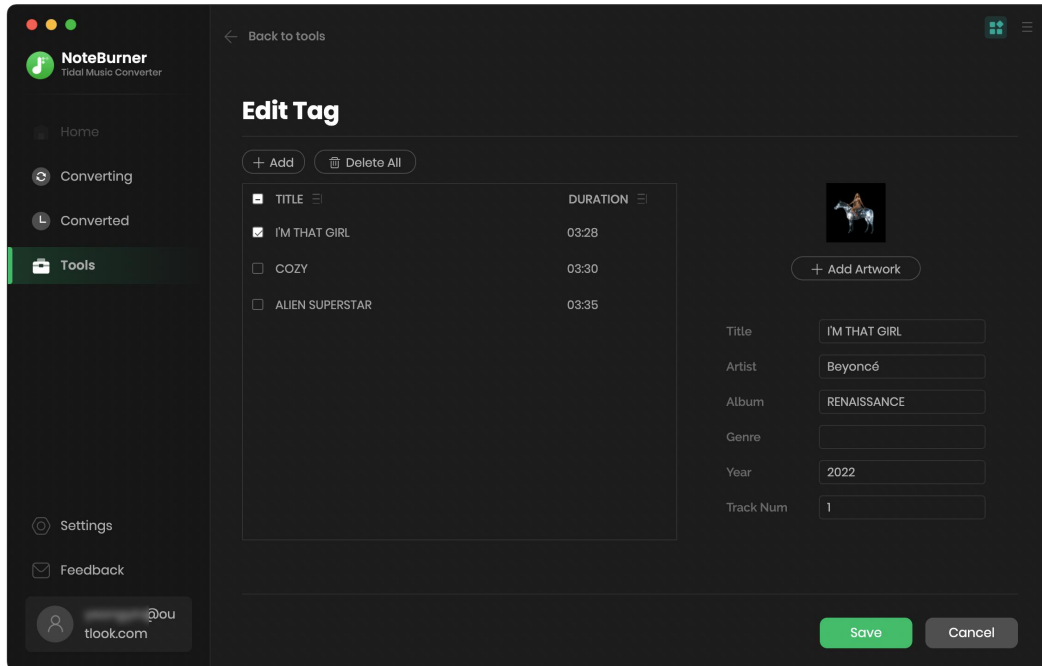 NoteBurner
Tidal Music Converter
Home
Converting
Converted
Tools
Settings
Feedback
@ou
tlook.com
Back to tools
Edit Tag
+ Add
Delete All
TITLE DURATION
I'M THAT GIRL 03:28
COZY 03:30
ALIEN SUPERSTAR 03:35
+ Add Artwork
Title I'M THAT GIRL
Artist Beyoncé
Album RENAISSANCE
Genre
Year 2022
Track Num 1
Save
Cancel